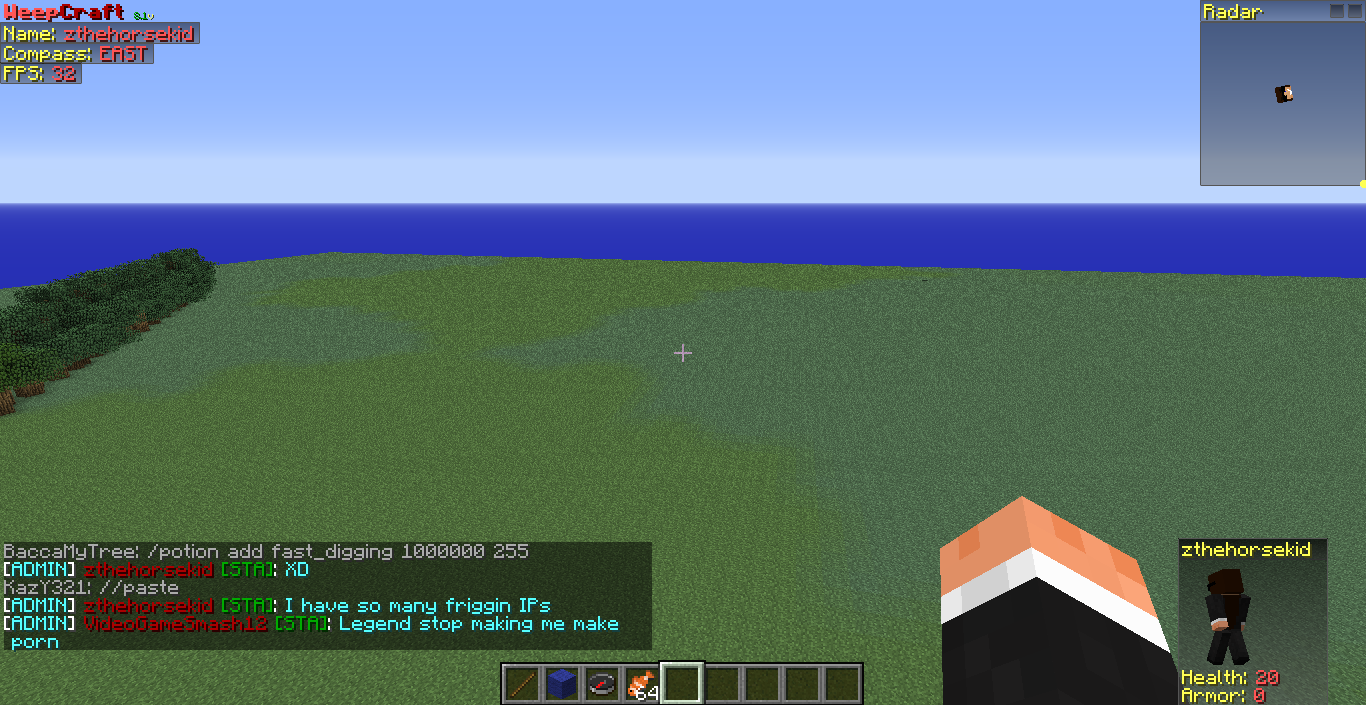 WeepCraft 8.1v
Name: zthehorsekid
Compass: EAST
FPS: 32
Radar
BaccaMyTree: /potion add fast_digging 1000000 255
[ADMIN] zthehorsekid [STA]: XD
KazY321: //paste
[ADMIN] zthehorsekid [STA]: I have so many friggin IPs
[ADMIN] VideoGameSmash12 [STA]: Legend stop making me make
porn
64
zthehorsekid
Health: 20
Armor: 0